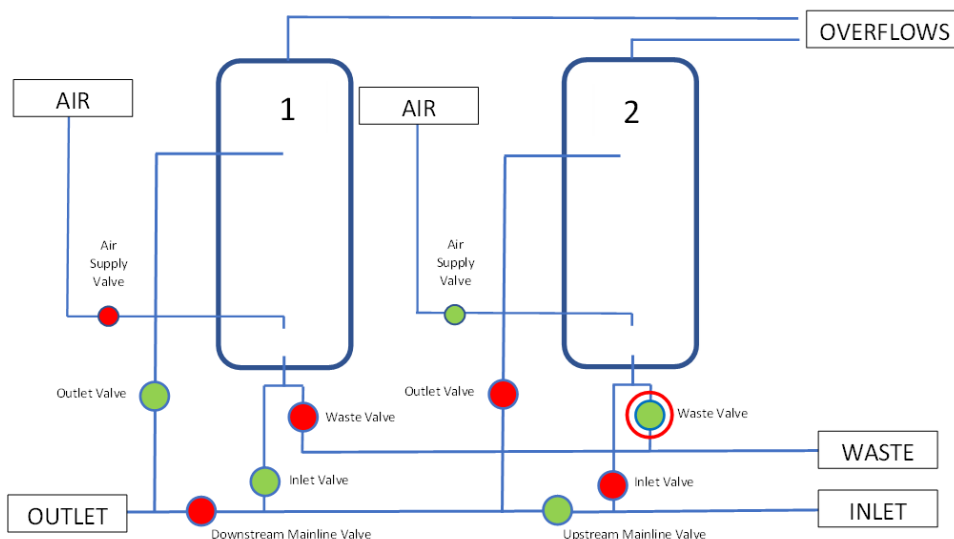 OVERFLOWS
AIR
1
AIR
2
Air
Supply
Valve
Air
Supply
Valve
Outlet Valve
Waste Valve
Outlet Valve
Waste Valve
WASTE
Inlet Valve
Inlet Valve
OUTLET
INLET
Downstream Mainline Valve
Upstream Mainline Valve